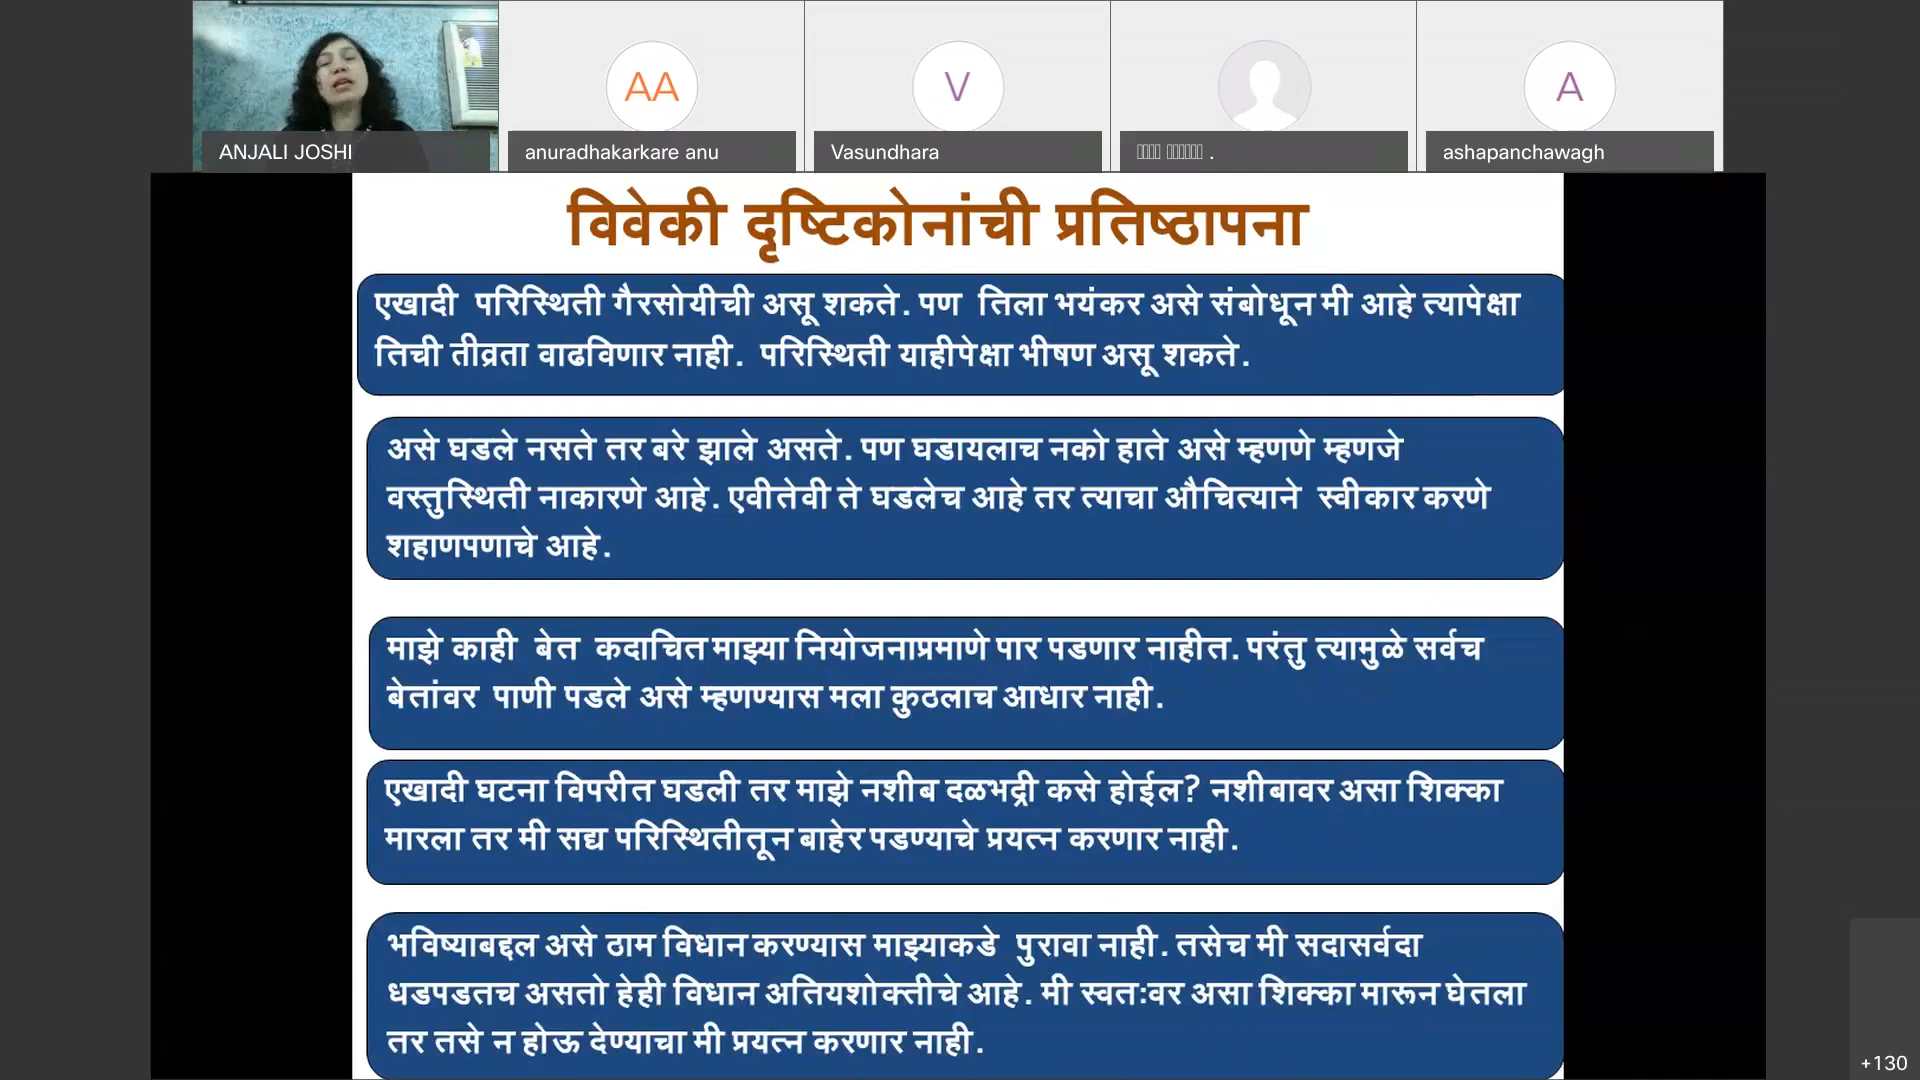 AA
V
A
ANJALI JOSHI
anuradhakarkare anu
Vasundhara
ashapanchawagh
विवेकी दृष्टिकोनांची प्रतिष्ठापना
एखादी परिस्थिती गैरसोयीची असू शकते. पण तिला भयंकर असे संबोधून मी आहे त्यापेक्षा
तिची तीव्रता वाढविणार नाही. परिस्थिती याहीपेक्षा भीषण असू शकते.
असे घडले नसते तर बरे झाले असते. पण घडायलाच नको हाते असे म्हणणे म्हणजे
वस्तुस्थिती नाकारणे आहे. एवीतेवी ते घडलेच आहे तर त्याचा औचित्याने स्वीकार करणे
शहाणपणाचे आहे.
माझे काही बेत कदाचित माझ्या नियोजनाप्रमाणे पार पडणार नाहीत. परंतु त्यामुळे सर्वच
बेतांवर पाणी पडले असे म्हणण्यास मला कुठलाच आधार नाही.
एखादी घटना विपरीत घडली तर माझे नशीब दळभद्री कसे होईल? नशीबावर असा शिक्का
मारला तर मी सद्य परिस्थितीतून बाहेर पडण्याचे प्रयत्न करणार नाही.
भविष्याबद्दल असे ठाम विधान करण्यास माझ्याकडे पुरावा नाही. तसेच मी सदासर्वदा
धडपडतच असतो हेही विधान अतियशोक्तीचे आहे. मी स्वतःवर असा शिक्का मारून घेतला
तर तसे न होऊ देण्याचा मी प्रयत्न करणार नाही.
+130